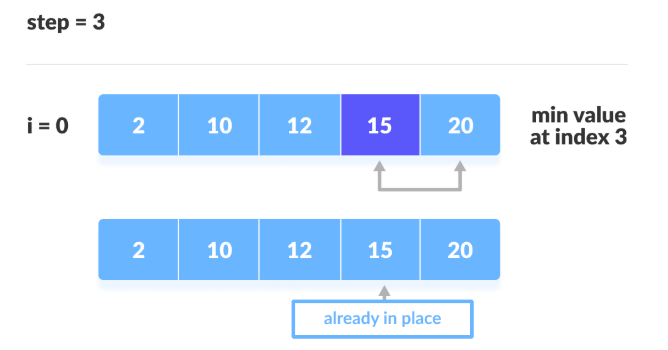 step = 3
i = 0
2 10 12 15 20
min value
at index 3
2 10 12 15 20
already in place